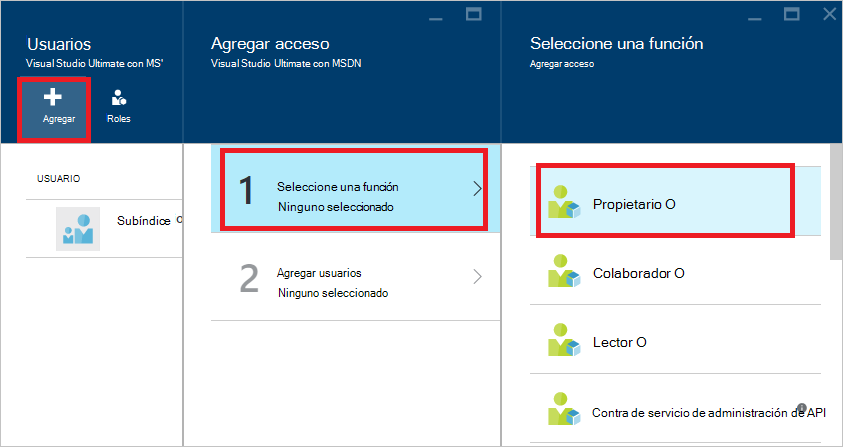 Usuarios
Visual Studio Ultimate con MS'
Agregar
Roles
USUARIO
Subíndice o
Agregar acceso
Visual Studio Ultimate con MSDN
1
Seleccione una función
Ninguno seleccionado
2
Agregar usuarios
Ninguno seleccionado
Seleccione una función
Agregar acceso
Propietario O
Colaborador O
Lector O
Contra de servicio de administración de API